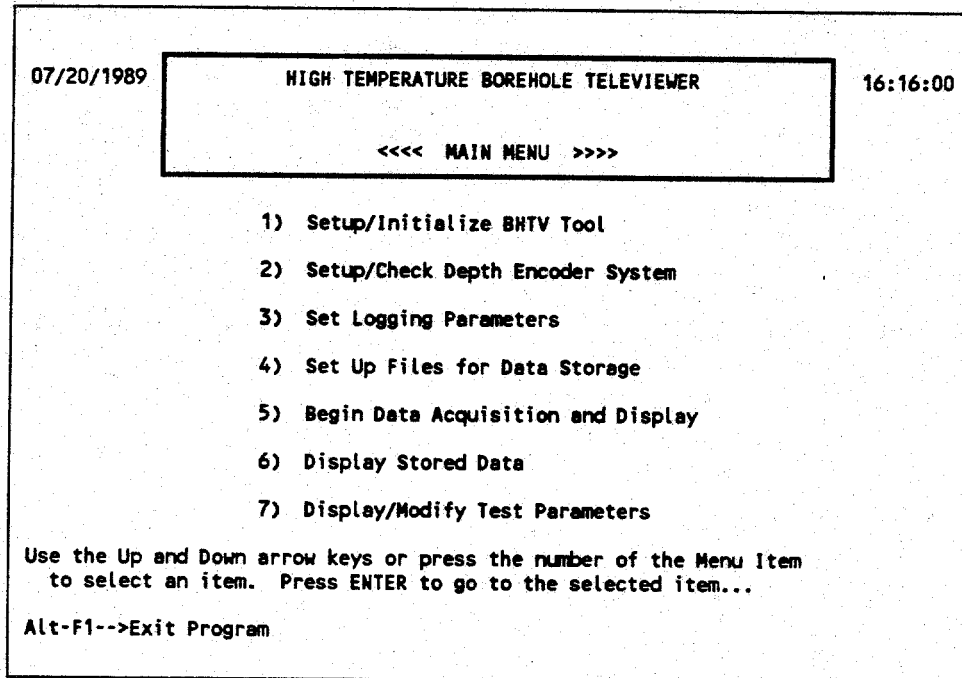 07/20/1989 HIGH TEMPERATURE BOREHOLE TELEVIEWER 16:16:00
<<<< MAIN MENU >>>>
1) Setup/Initialize BHTV Tool
2) Setup/Check Depth Encoder System
3) Set Logging Parameters
4) Set Up Files for Data Storage
5) Begin Data Acquisition and Display
6) Display Stored Data
7) Display/Modify Test Parameters
Use the Up and Down arrow keys or press the number of the Menu Item
to select an item. Press ENTER to go to the selected item...
Alt-F1-->Exit Program